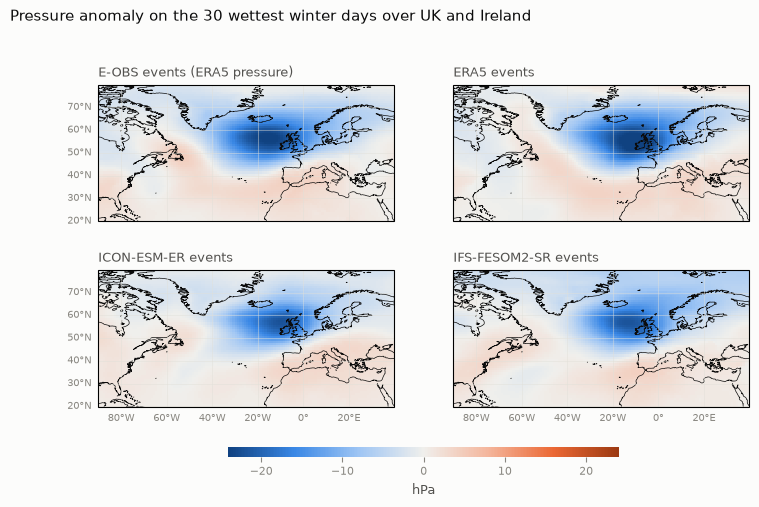 Pressure anomaly on the 30 wettest winter days over UK and Ireland
E-OBS events (ERA5 pressure)
ERA5 events
70°N
60°N
50°N
40°N
30°N
20°N
ICON-ESM-ER events
IFS-FESOM2-SR events
70°N
60°N
50°N
40°N
30°N
20°N
80°W 60°W 40°W 20°W 0° 20°E
80°W 60°W 40°W 20°W 0° 20°E
−20 −10 0 10 20
hPa